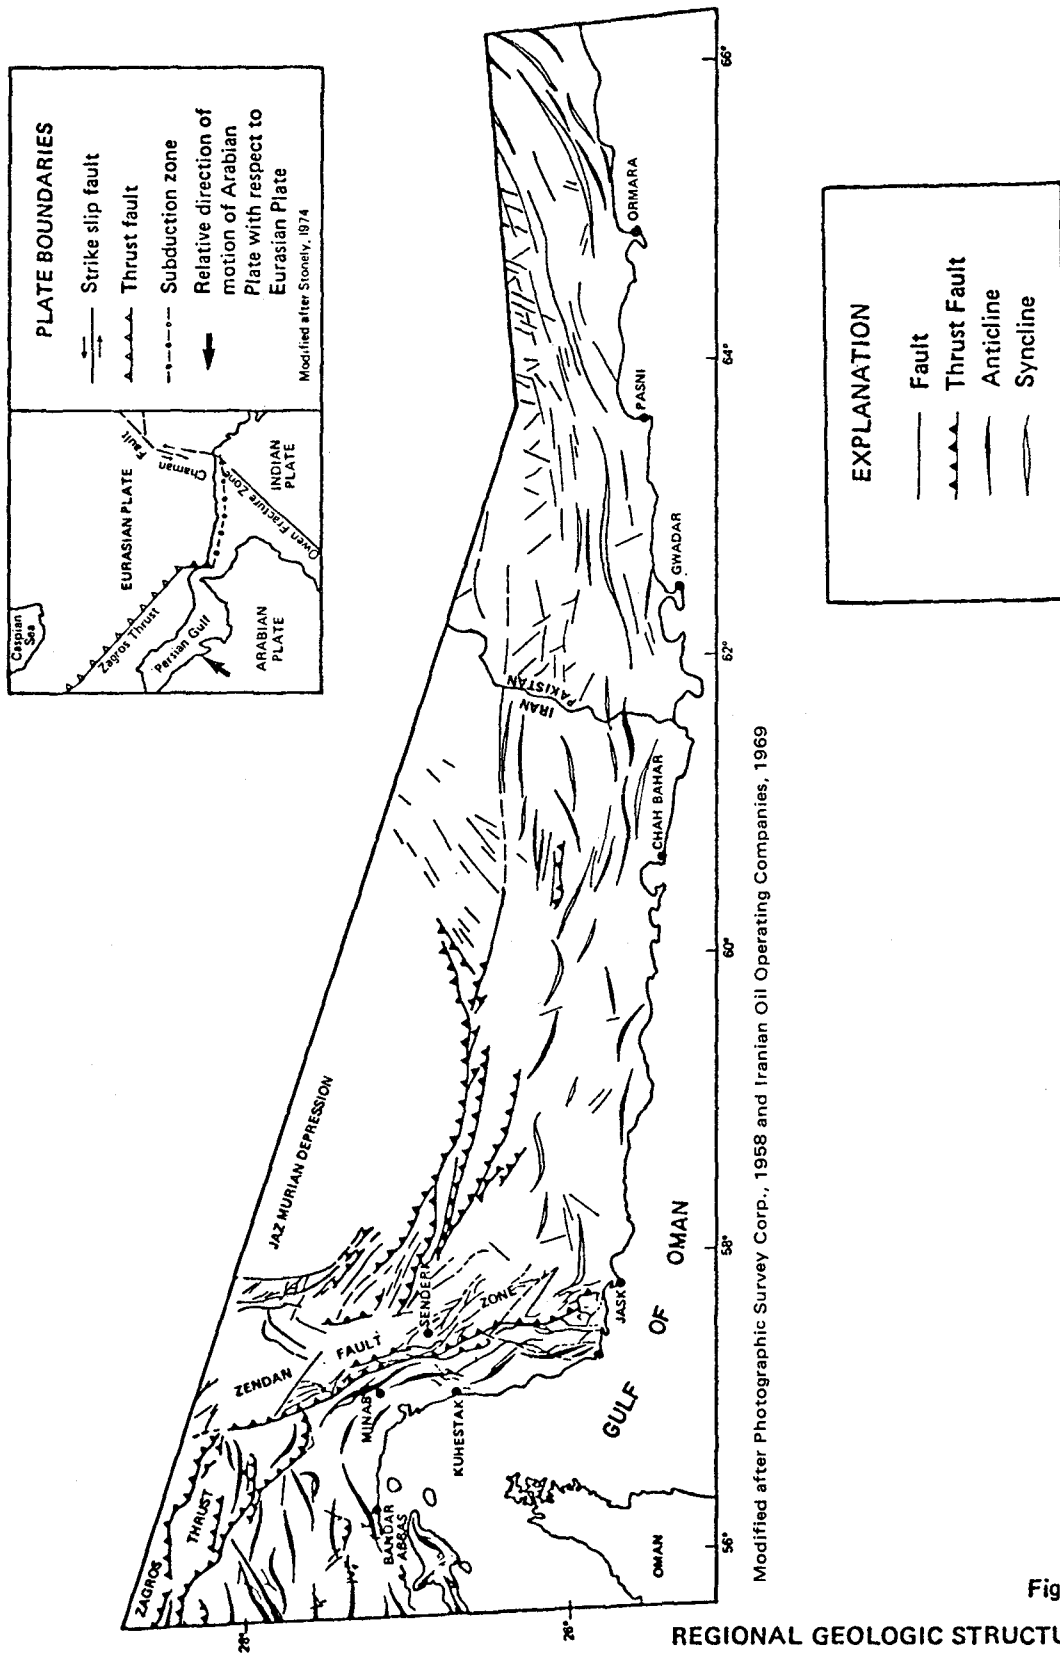 PLATE BOUNDARIES
Strike slip fault
Thrust fault
Subduction zone
Relative direction of
motion of Arabian
Plate with respect to
Eurasian Plate
Modified after Stonely, 1974
Caspian
Sea
EURASIAN PLATE
Zagros Thrust
Persian Gulf
ARABIAN
PLATE
Chaman
Fault
INDIAN
PLATE
Owen Fracture Zone
ZAGROS
THRUST
ZENDAN
FAULT
ZONE
JAZ MURIAN DEPRESSION
SENDERK
MINAB
KUHESTAK
BANDAR
ABBAS
JASK
GULF
OF
OMAN
OMAN
CHAH BAHAR
IRAN
PAKISTAN
GWADAR
PASNI
ORMARA
28°
26°
56°
58°
60°
62°
64°
66°
Modified after Photographic Survey Corp., 1958 and Iranian Oil Operating Companies, 1969
EXPLANATION
Fault
Thrust Fault
Anticline
Syncline
Fig
REGIONAL GEOLOGIC STRUCTU